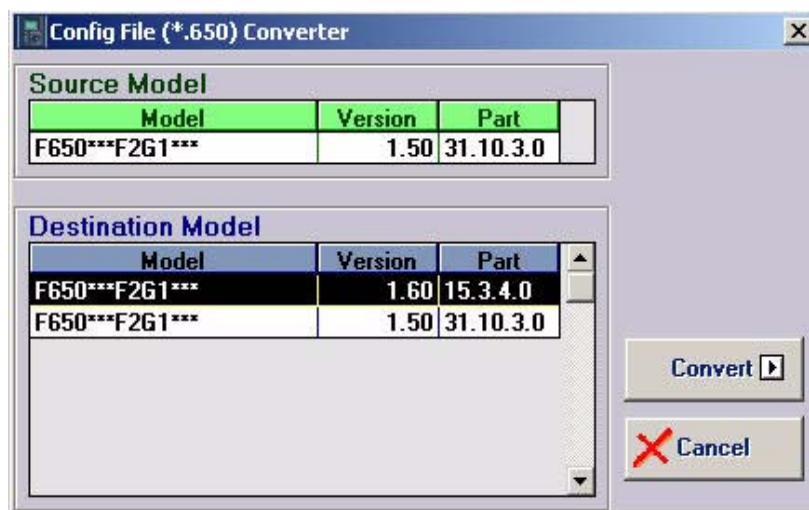 Config File (*.650) Converter
Source Model
Model Version Part
F650***F2G1*** 1.50 31.10.3.0
Destination Model
Model Version Part
F650***F2G1*** 1.60 15.3.4.0
F650***F2G1*** 1.50 31.10.3.0
Convert
Cancel